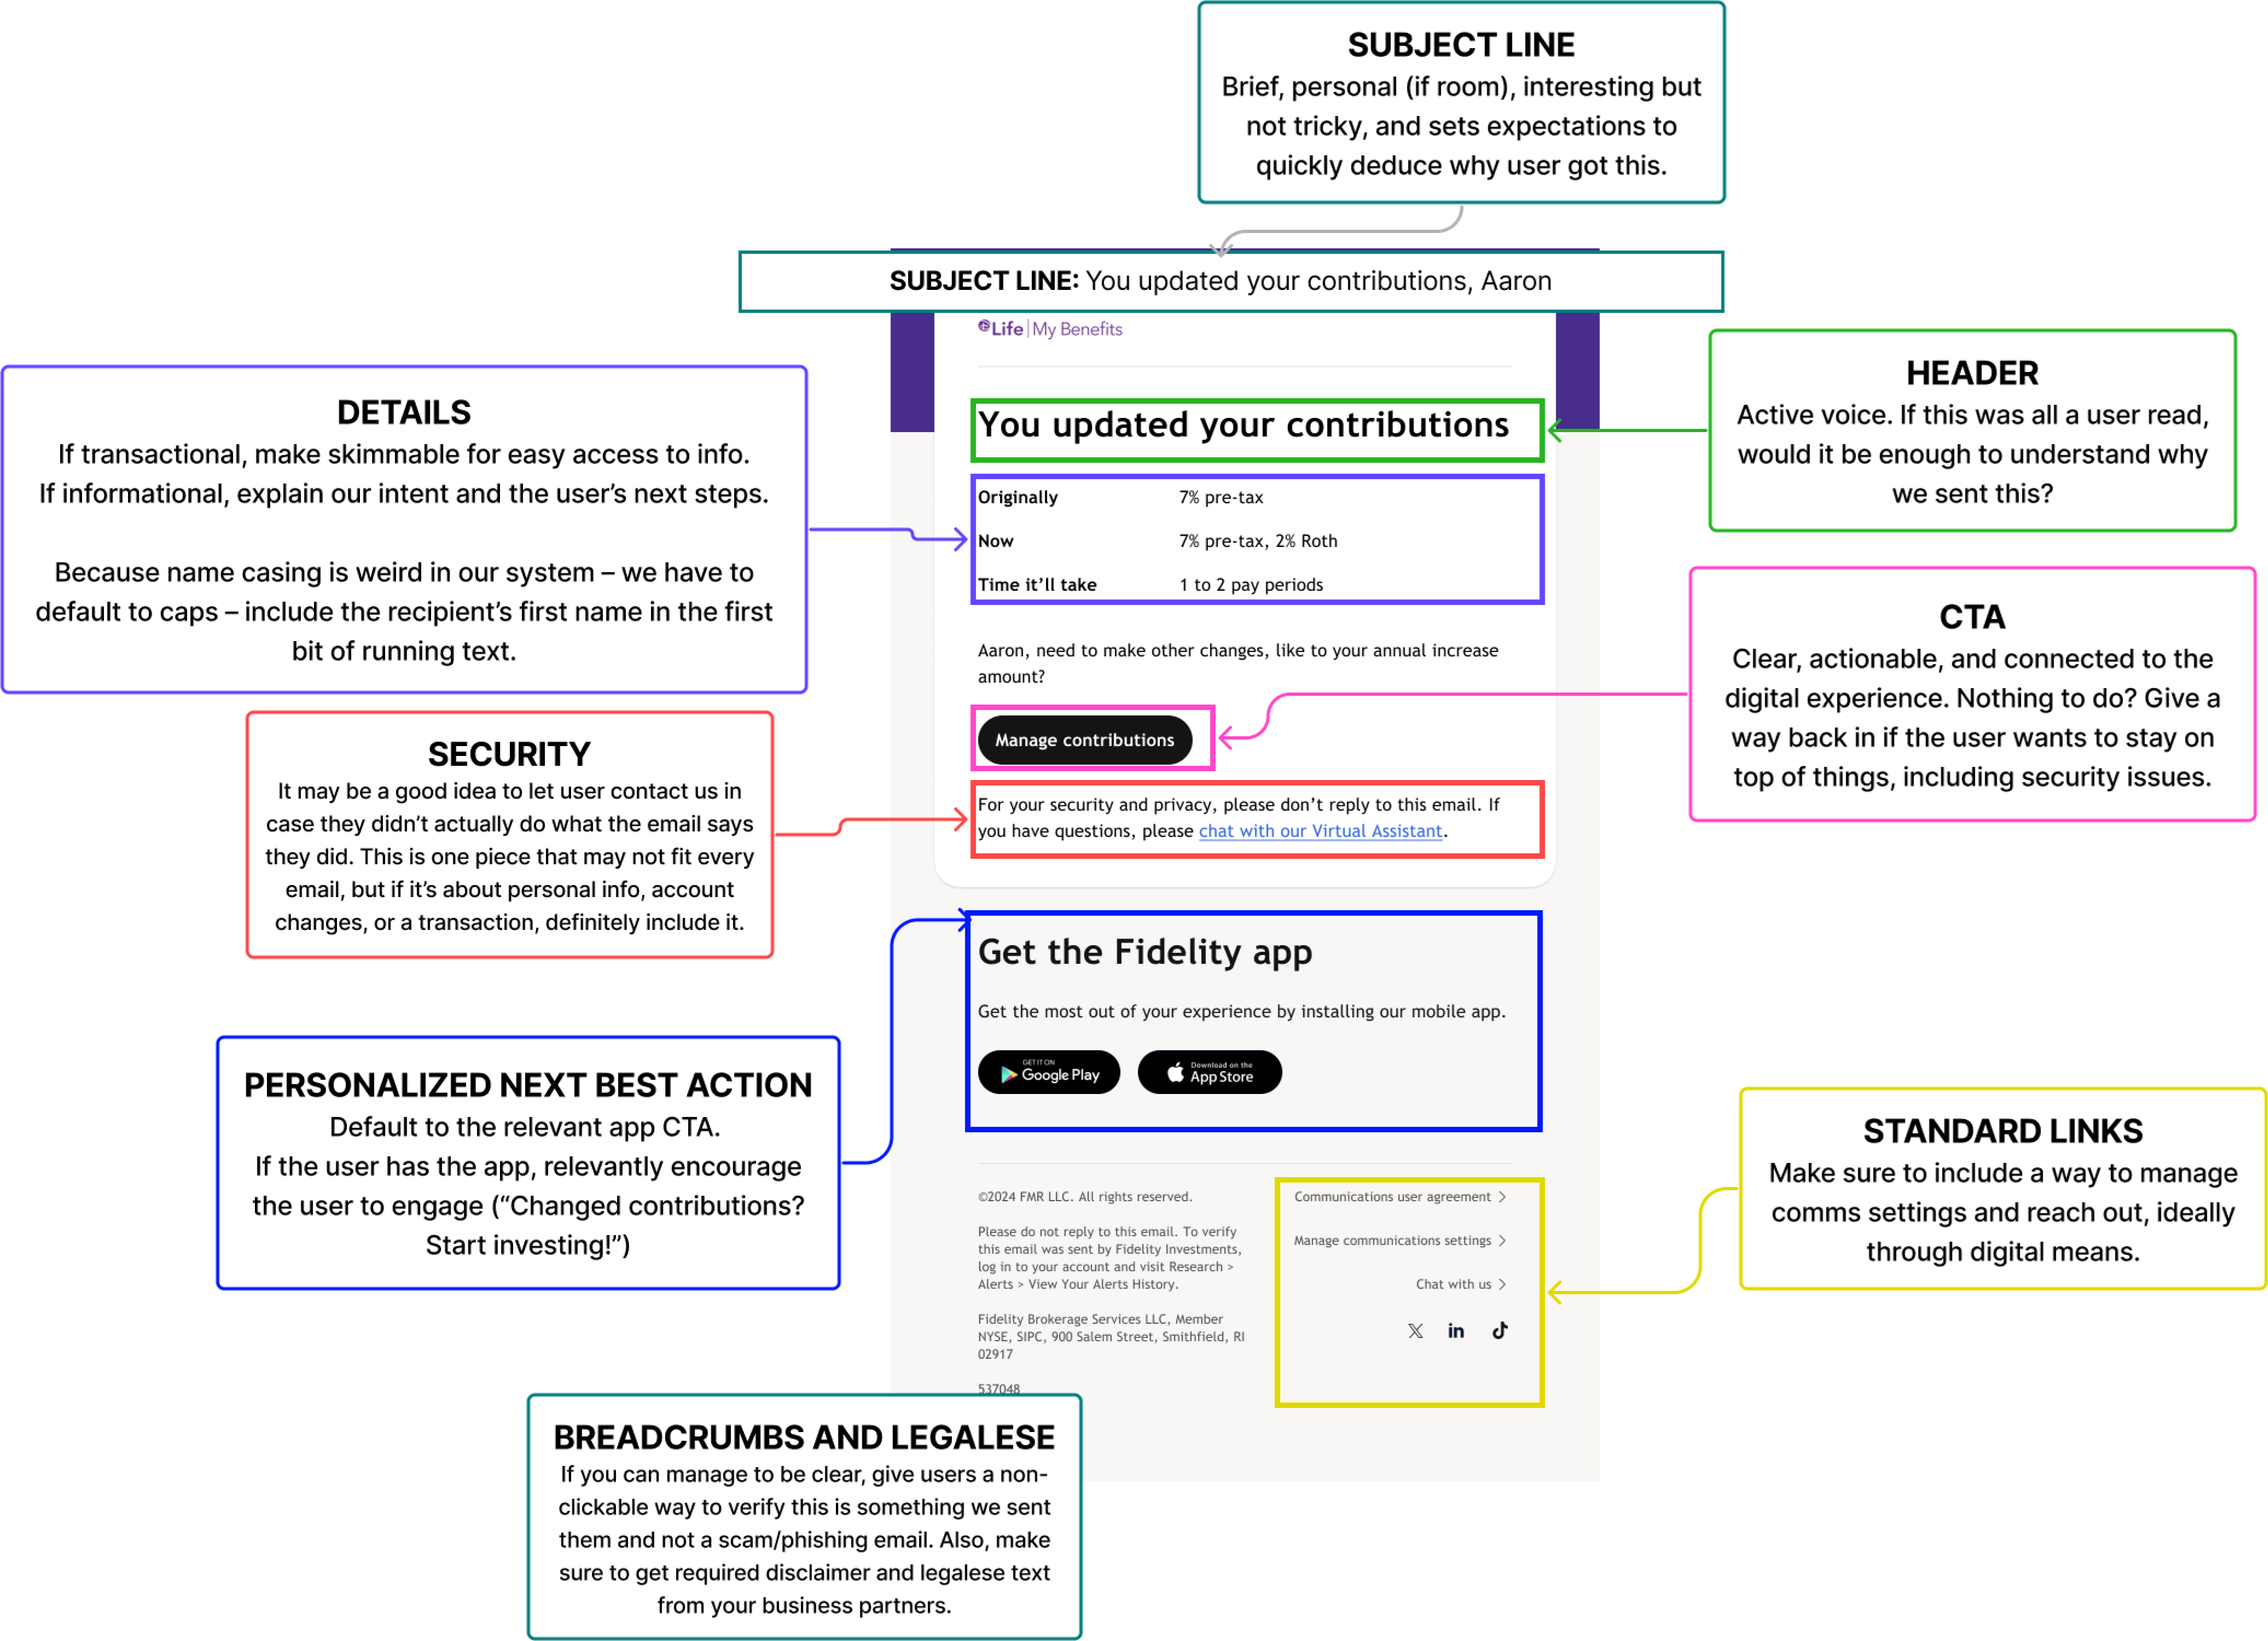 SUBJECT LINE
Brief, personal (if room), interesting but
not tricky, and sets expectations to
quickly deduce why user got this.
SUBJECT LINE: You updated your contributions, Aaron
Life | My Benefits
HEADER
Active voice. If this was all a user read,
would it be enough to understand why
we sent this?
DETAILS
If transactional, make skimmable for easy access to info.
If informational, explain our intent and the user’s next steps.
Because name casing is weird in our system – we have to
default to caps – include the recipient’s first name in the first
bit of running text.
You updated your contributions
Originally 7% pre-tax
Now 7% pre-tax, 2% Roth
Time it’ll take 1 to 2 pay periods
Aaron, need to make other changes, like to your annual increase
amount?
Manage contributions
CTA
Clear, actionable, and connected to the
digital experience. Nothing to do? Give a
way back in if the user wants to stay on
top of things, including security issues.
SECURITY
It may be a good idea to let user contact us in
case they didn’t actually do what the email says
they did. This is one piece that may not fit every
email, but if it’s about personal info, account
changes, or a transaction, definitely include it.
For your security and privacy, please don’t reply to this email. If
you have questions, please chat with our Virtual Assistant.
Get the Fidelity app
Get the most out of your experience by installing our mobile app.
GET IT ON
Google Play
Download on the
App Store
PERSONALIZED NEXT BEST ACTION
Default to the relevant app CTA.
If the user has the app, relevantly encourage
the user to engage (“Changed contributions?
Start investing!”)
STANDARD LINKS
Make sure to include a way to manage
comms settings and reach out, ideally
through digital means.
©2024 FMR LLC. All rights reserved.
Please do not reply to this email. To verify
this email was sent by Fidelity Investments,
log in to your account and visit Research >
Alerts > View Your Alerts History.
Fidelity Brokerage Services LLC, Member
NYSE, SIPC, 900 Salem Street, Smithfield, RI
02917
537048
Communications user agreement
Manage communications settings
Chat with us
BREADCRUMBS AND LEGALESE
If you can manage to be clear, give users a non-
clickable way to verify this is something we sent
them and not a scam/phishing email. Also, make
sure to get required disclaimer and legalese text
from your business partners.